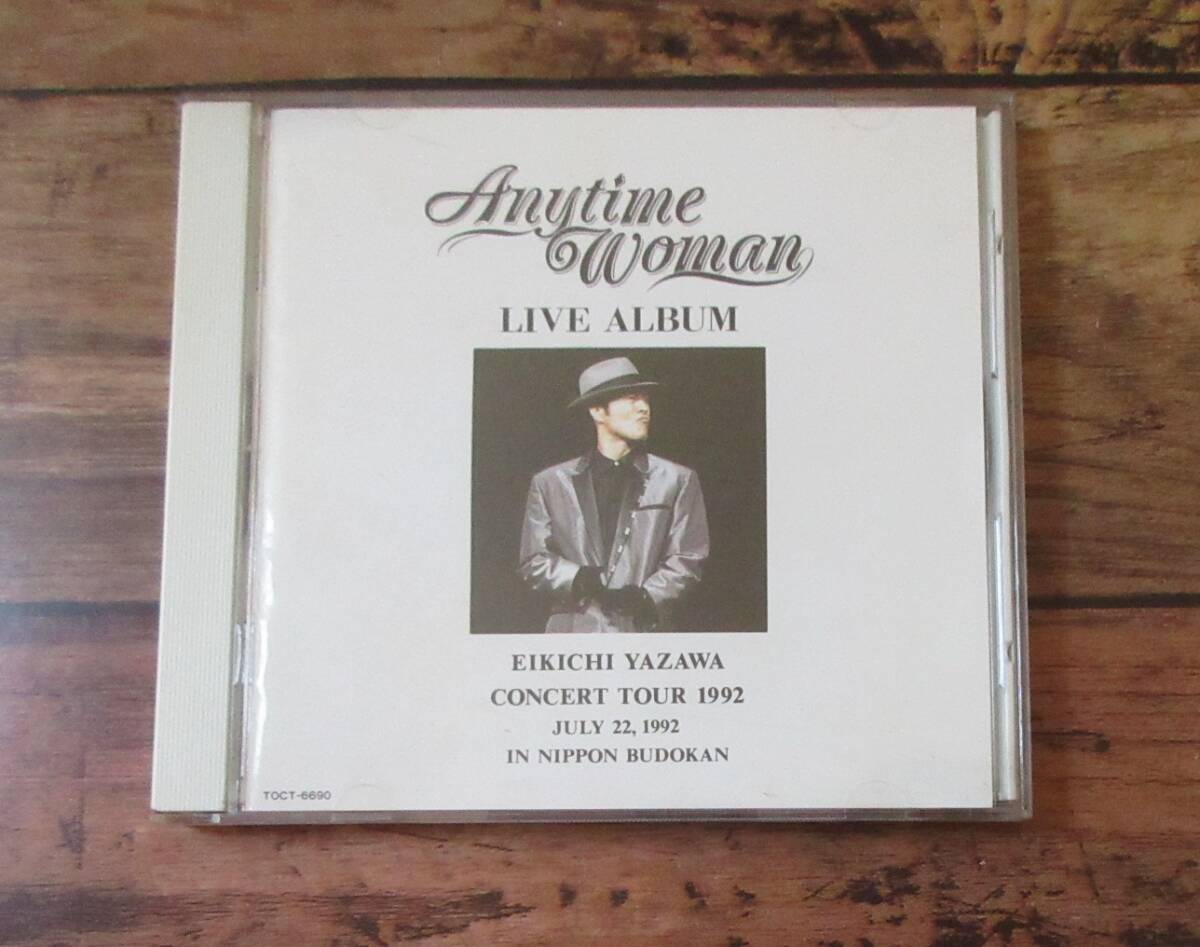 Anytime
Woman
LIVE ALBUM
EIKICHI YAZAWA
CONCERT TOUR 1992
JULY 22, 1992
IN NIPPON BUDOKAN
TOCT-6690